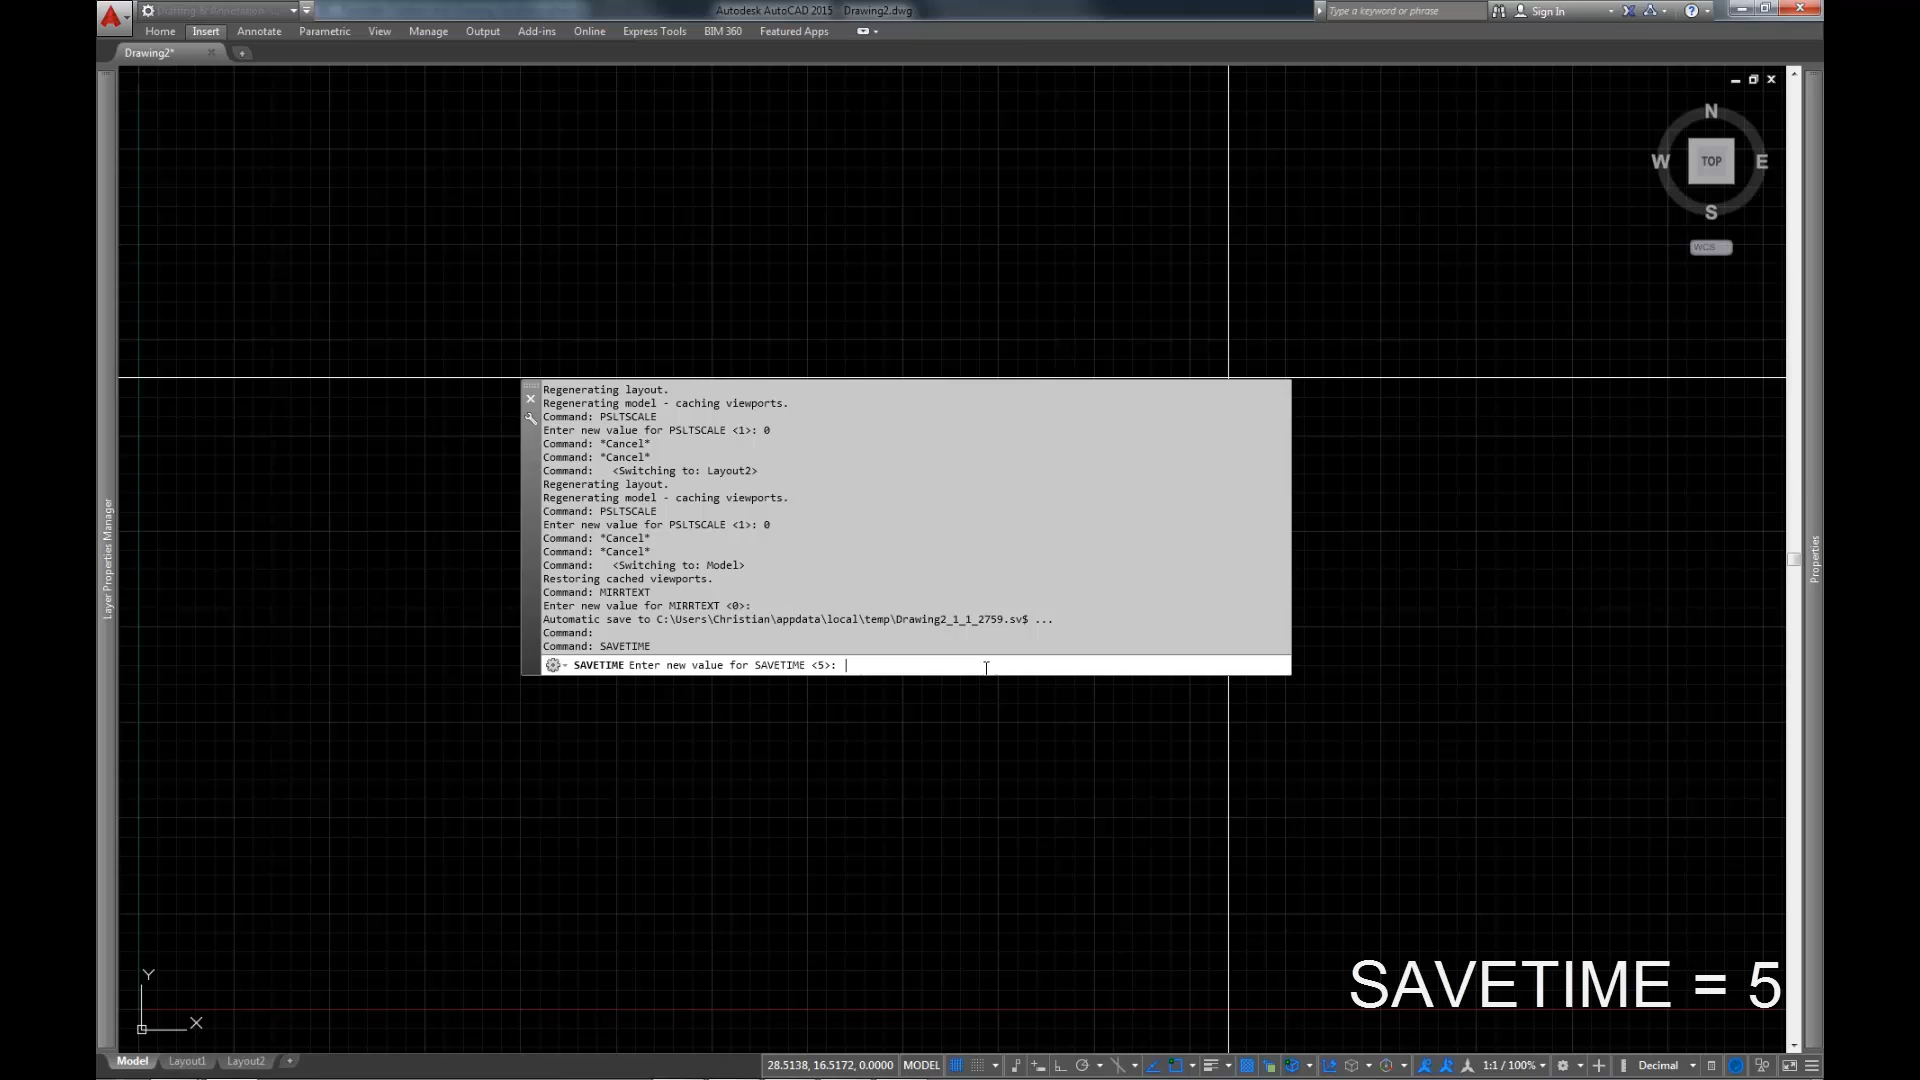 Drafting & Annotation
Autodesk AutoCAD 2015 Drawing2.dwg
Type a keyword or phrase
Sign In
Home Insert Annotate Parametric View Manage Output Add-ins Online Express Tools BIM 360 Featured Apps
Drawing2*
N
W TOP E
S
WCS
Layer Properties Manager
Properties
Regenerating layout.
Regenerating model - caching viewports.
Command: PSLTSCALE
Enter new value for PSLTSCALE <1>: 0
Command: *Cancel*
Command: *Cancel*
Command: <Switching to: Layout2>
Regenerating layout.
Regenerating model - caching viewports.
Command: PSLTSCALE
Enter new value for PSLTSCALE <1>: 0
Command: *Cancel*
Command: *Cancel*
Command: <Switching to: Model>
Restoring cached viewports.
Command: MIRRTEXT
Enter new value for MIRRTEXT <0>:
Automatic save to C:\Users\Christian\appdata\local\temp\Drawing2_1_1_2759.sv$ ...
Command:
Command: SAVETIME
SAVETIME Enter new value for SAVETIME <5>:
SAVETIME = 5
Y
X
Model Layout1 Layout2 +
28.5138, 16.5172, 0.0000 MODEL 1:1 / 100% Decimal